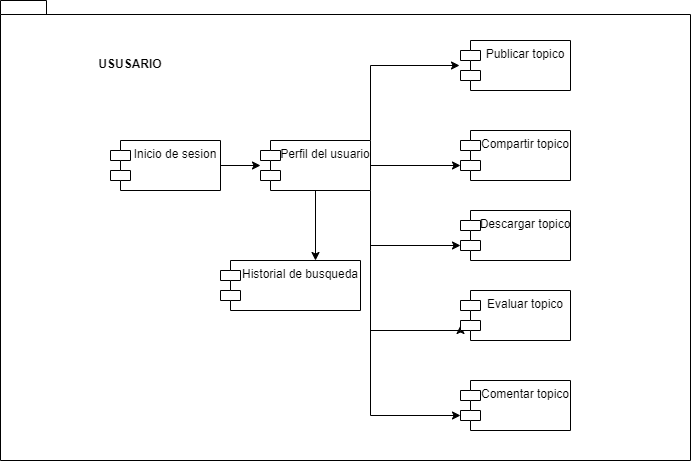 USUSARIO
Publicar topico
Inicio de sesion
Perfil del usuario
Compartir topico
Descargar topico
Historial de busqueda
Evaluar topico
Comentar topico